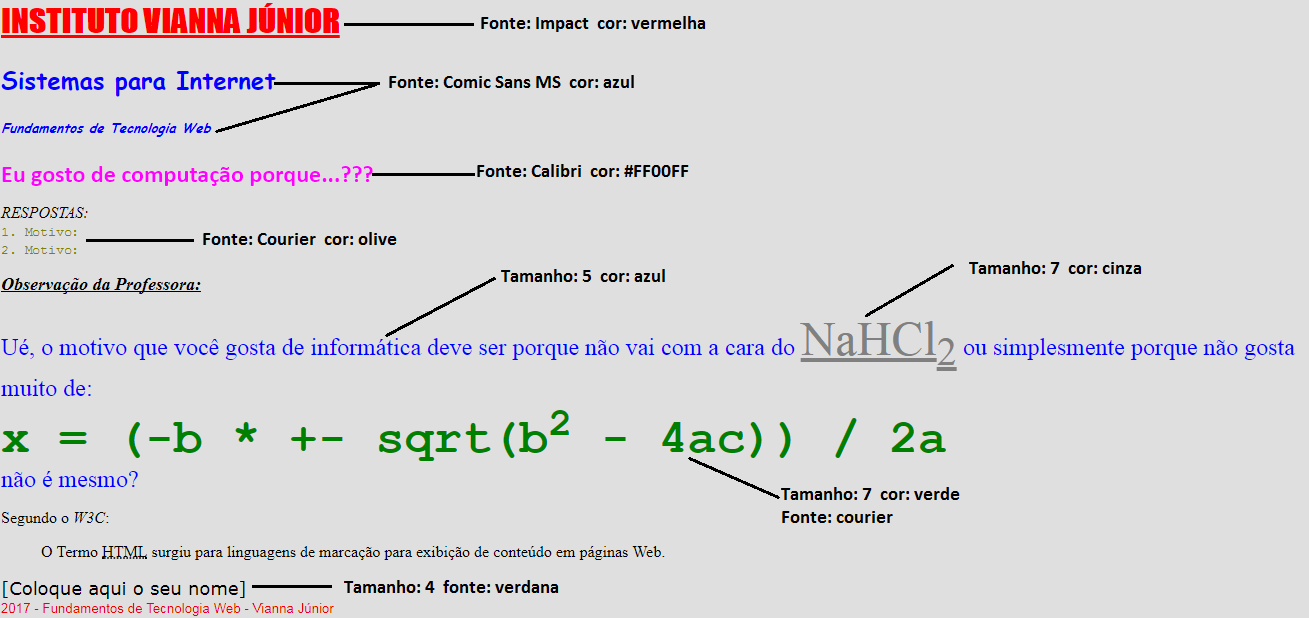 INSTITUTO VIANNA JÚNIOR Fonte: Impact cor: vermelha
Sistemas para Internet Fonte: Comic Sans MS cor: azul
Fundamentos de Tecnologia Web
Eu gosto de computação porque...??? Fonte: Calibri cor: #FF00FF
RESPOSTAS:
1. Motivo:
2. Motivo:
Fonte: Courier cor: olive
Observação da Professora:
Tamanho: 5 cor: azul
Tamanho: 7 cor: cinza
Ué, o motivo que você gosta de informática deve ser porque não vai com a cara do NaHCl₂ ou simplesmente porque não gosta
muito de:
x = (-b * +- sqrt(b² - 4ac)) / 2a
não é mesmo?
Tamanho: 7 cor: verde
Fonte: courier
Segundo o W3C:
O Termo HTML surgiu para linguagens de marcação para exibição de conteúdo em páginas Web.
[Coloque aqui o seu nome] Tamanho: 4 fonte: verdana
2017 - Fundamentos de Tecnologia Web - Vianna Júnior